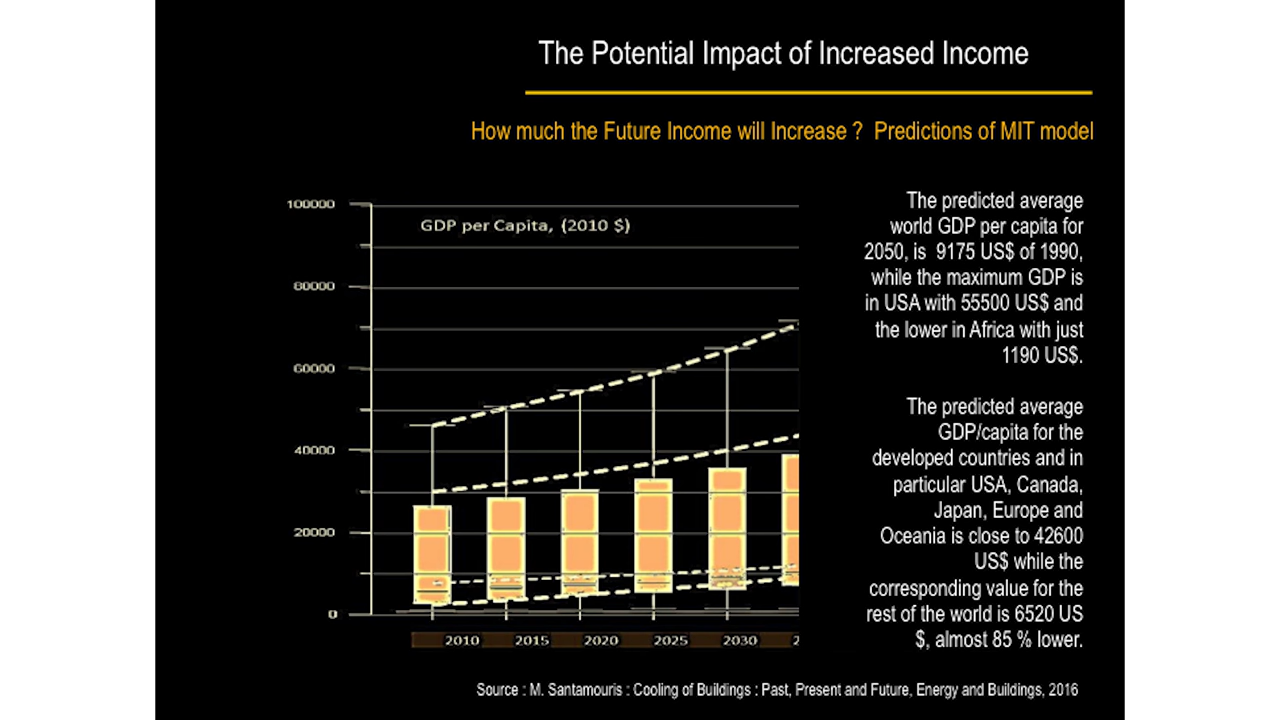 The Potential Impact of Increased Income
How much the Future Income will Increase ? Predictions of MIT model
100000
80000
60000
40000
20000
0
GDP per Capita, (2010 $)
2010 2015 2020 2025 2030 2
The predicted average
world GDP per capita for
2050, is 9175 US$ of 1990,
while the maximum GDP is
in USA with 55500 US$ and
the lower in Africa with just
1190 US$.
The predicted average
GDP/capita for the
developed countries and in
particular USA, Canada,
Japan, Europe and
Oceania is close to 42600
US$ while the
corresponding value for the
rest of the world is 6520 US
$, almost 85 % lower.
Source : M. Santamouris : Cooling of Buildings : Past, Present and Future, Energy and Buildings, 2016